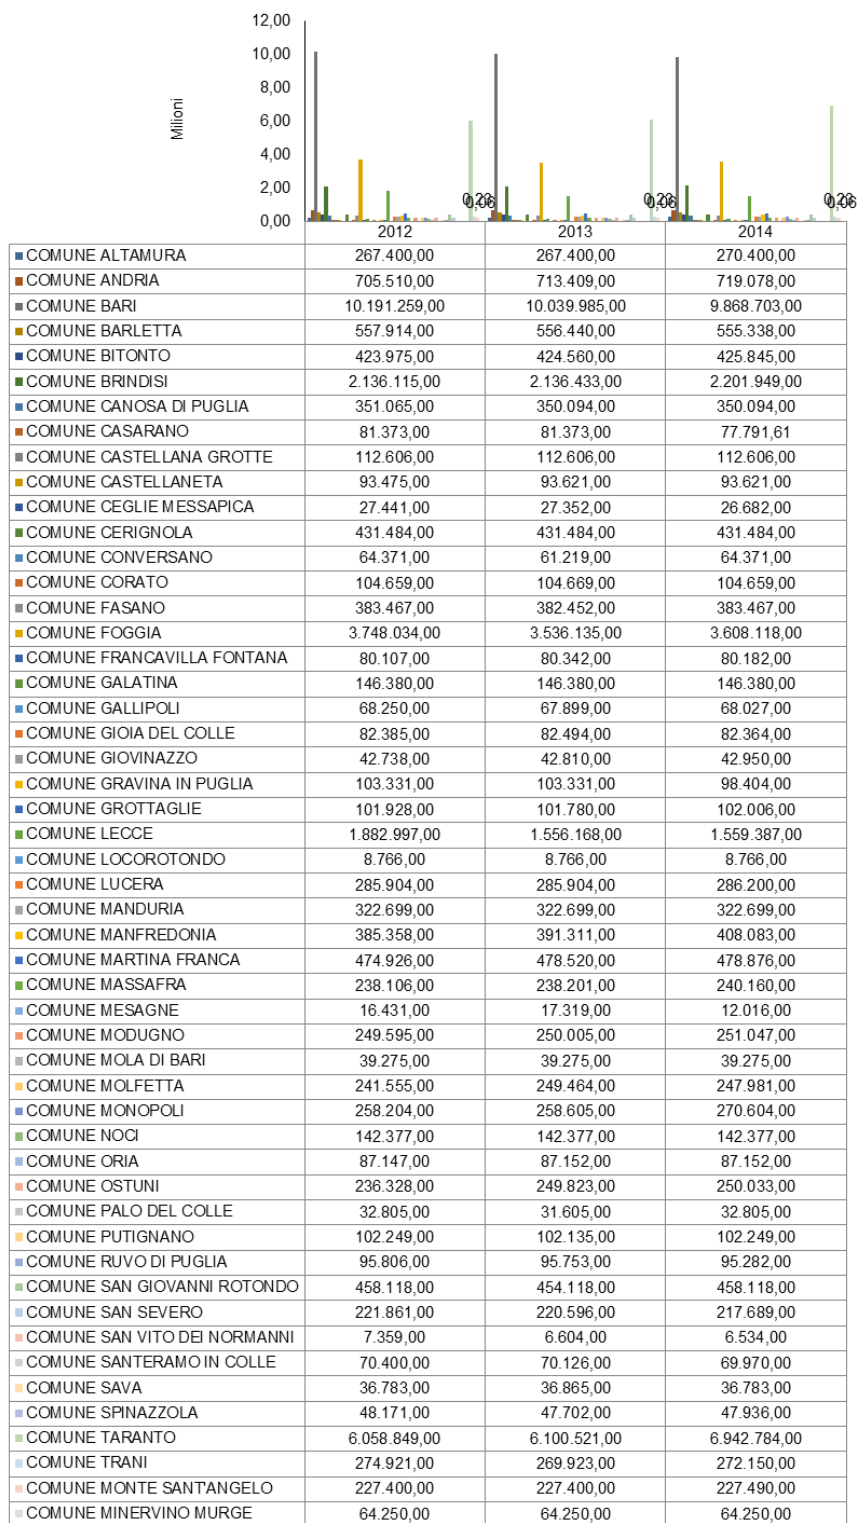 12,00
10,00
8,00
6,00
4,00
2,00
0,00
Milioni
0,23 0,23 0,23
0,06 0,06 0,06
2012 2013 2014
COMUNE ALTAMURA 267.400,00 267.400,00 270.400,00
COMUNE ANDRIA 705.510,00 713.409,00 719.078,00
COMUNE BARI 10.191.259,00 10.039.985,00 9.868.703,00
COMUNE BARLETTA 557.914,00 556.440,00 555.338,00
COMUNE BITONTO 423.975,00 424.560,00 425.845,00
COMUNE BRINDISI 2.136.115,00 2.136.433,00 2.201.949,00
COMUNE CANOSA DI PUGLIA 351.065,00 350.094,00 350.094,00
COMUNE CASARANO 81.373,00 81.373,00 77.791,61
COMUNE CASTELLANA GROTTE 112.606,00 112.606,00 112.606,00
COMUNE CASTELLANETA 93.475,00 93.621,00 93.621,00
COMUNE CEGLIE MESSAPICA 27.441,00 27.352,00 26.682,00
COMUNE CERIGNOLA 431.484,00 431.484,00 431.484,00
COMUNE CONVERSANO 64.371,00 61.219,00 64.371,00
COMUNE CORATO 104.659,00 104.669,00 104.659,00
COMUNE FASANO 383.467,00 382.452,00 383.467,00
COMUNE FOGGIA 3.748.034,00 3.536.135,00 3.608.118,00
COMUNE FRANCAVILLA FONTANA 80.107,00 80.342,00 80.182,00
COMUNE GALATINA 146.380,00 146.380,00 146.380,00
COMUNE GALLIPOLI 68.250,00 67.899,00 68.027,00
COMUNE GIOIA DEL COLLE 82.385,00 82.494,00 82.364,00
COMUNE GIOVINAZZO 42.738,00 42.810,00 42.950,00
COMUNE GRAVINA IN PUGLIA 103.331,00 103.331,00 98.404,00
COMUNE GROTTAGLIE 101.928,00 101.780,00 102.006,00
COMUNE LECCE 1.882.997,00 1.556.168,00 1.559.387,00
COMUNE LOCOROTONDO 8.766,00 8.766,00 8.766,00
COMUNE LUCERA 285.904,00 285.904,00 286.200,00
COMUNE MANDURIA 322.699,00 322.699,00 322.699,00
COMUNE MANFREDONIA 385.358,00 391.311,00 408.083,00
COMUNE MARTINA FRANCA 474.926,00 478.520,00 478.876,00
COMUNE MASSAFRA 238.106,00 238.201,00 240.160,00
COMUNE MESAGNE 16.431,00 17.319,00 12.016,00
COMUNE MODUGNO 249.595,00 250.005,00 251.047,00
COMUNE MOLA DI BARI 39.275,00 39.275,00 39.275,00
COMUNE MOLFETTA 241.555,00 249.464,00 247.981,00
COMUNE MONOPOLI 258.204,00 258.605,00 270.604,00
COMUNE NOCI 142.377,00 142.377,00 142.377,00
COMUNE ORIA 87.147,00 87.152,00 87.152,00
COMUNE OSTUNI 236.328,00 249.823,00 250.033,00
COMUNE PALO DEL COLLE 32.805,00 31.605,00 32.805,00
COMUNE PUTIGNANO 102.249,00 102.135,00 102.249,00
COMUNE RUVO DI PUGLIA 95.806,00 95.753,00 95.282,00
COMUNE SAN GIOVANNI ROTONDO 458.118,00 454.118,00 458.118,00
COMUNE SAN SEVERO 221.861,00 220.596,00 217.689,00
COMUNE SAN VITO DEI NORMANNI 7.359,00 6.604,00 6.534,00
COMUNE SANTERAMO IN COLLE 70.400,00 70.126,00 69.970,00
COMUNE SAVA 36.783,00 36.865,00 36.783,00
COMUNE SPINAZZOLA 48.171,00 47.702,00 47.936,00
COMUNE TARANTO 6.058.849,00 6.100.521,00 6.942.784,00
COMUNE TRANI 274.921,00 269.923,00 272.150,00
COMUNE MONTE SANT'ANGELO 227.400,00 227.400,00 227.490,00
COMUNE MINERVINO MURGE 64.250,00 64.250,00 64.250,00